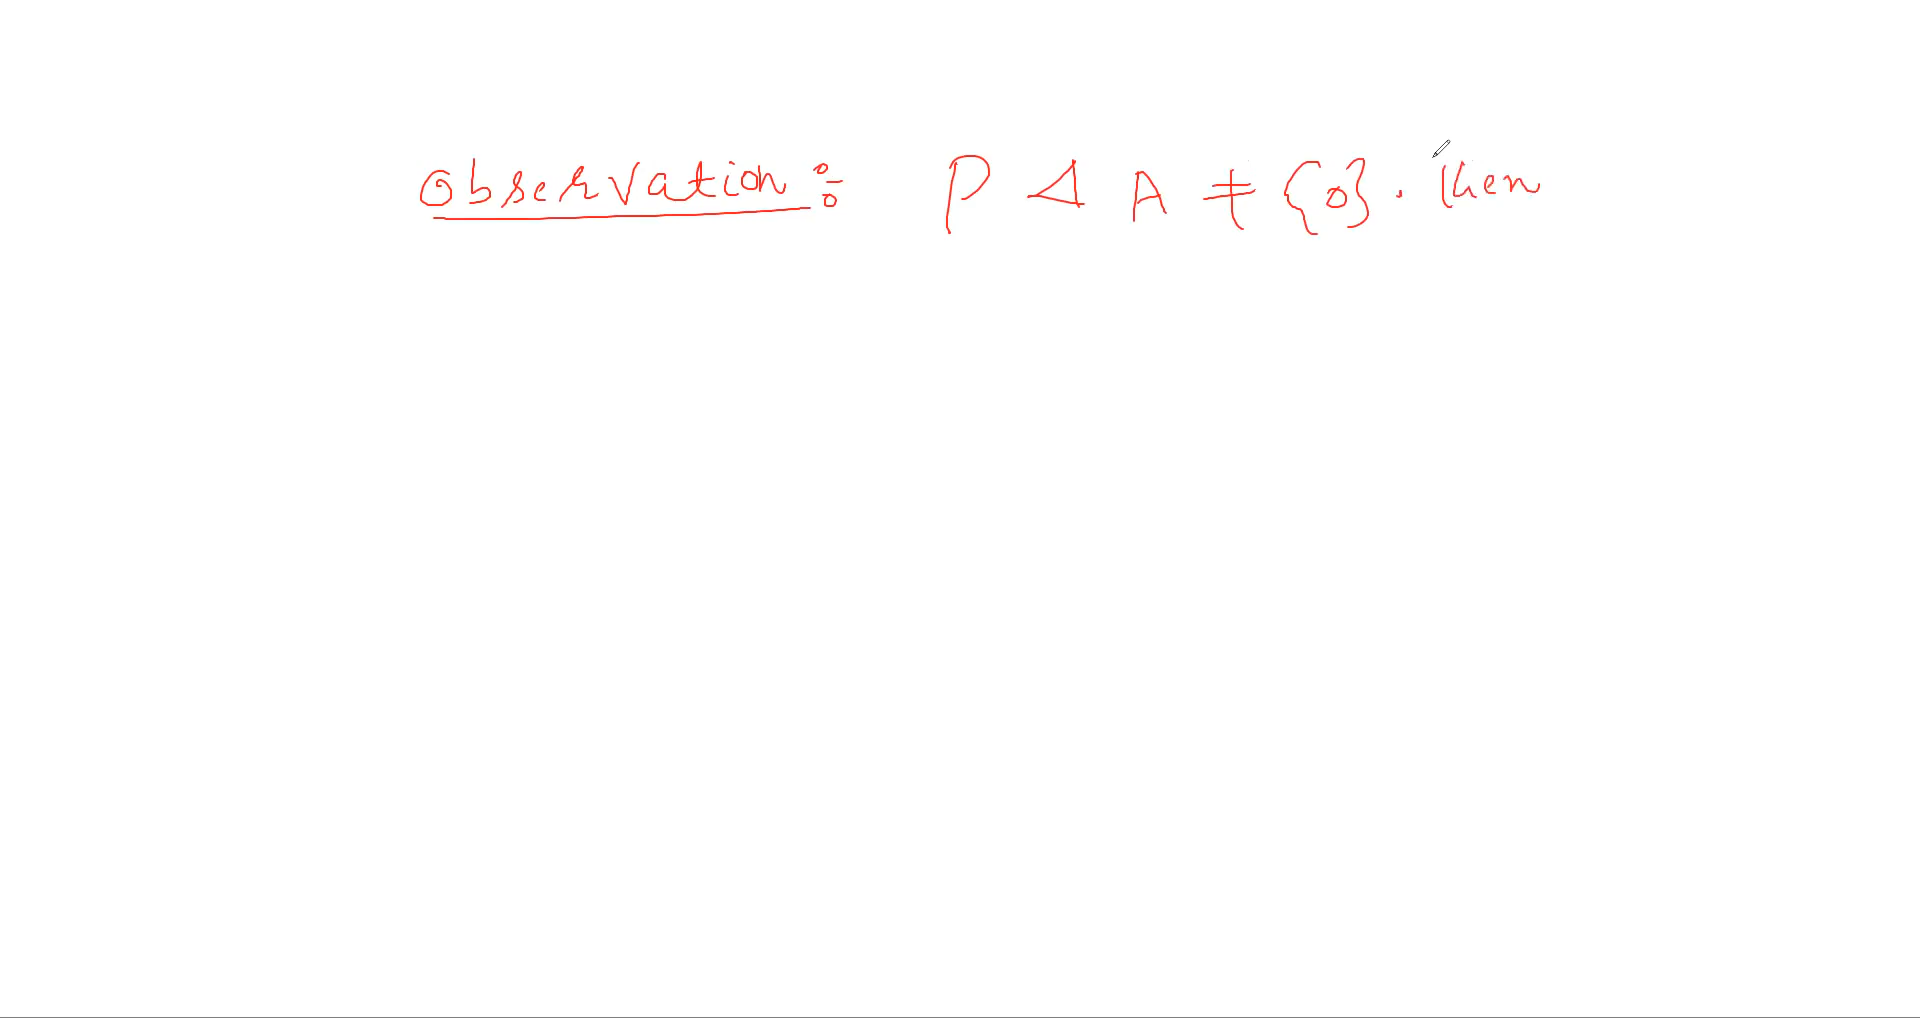 Observation : P ⊲ A ≠ {0}. Then